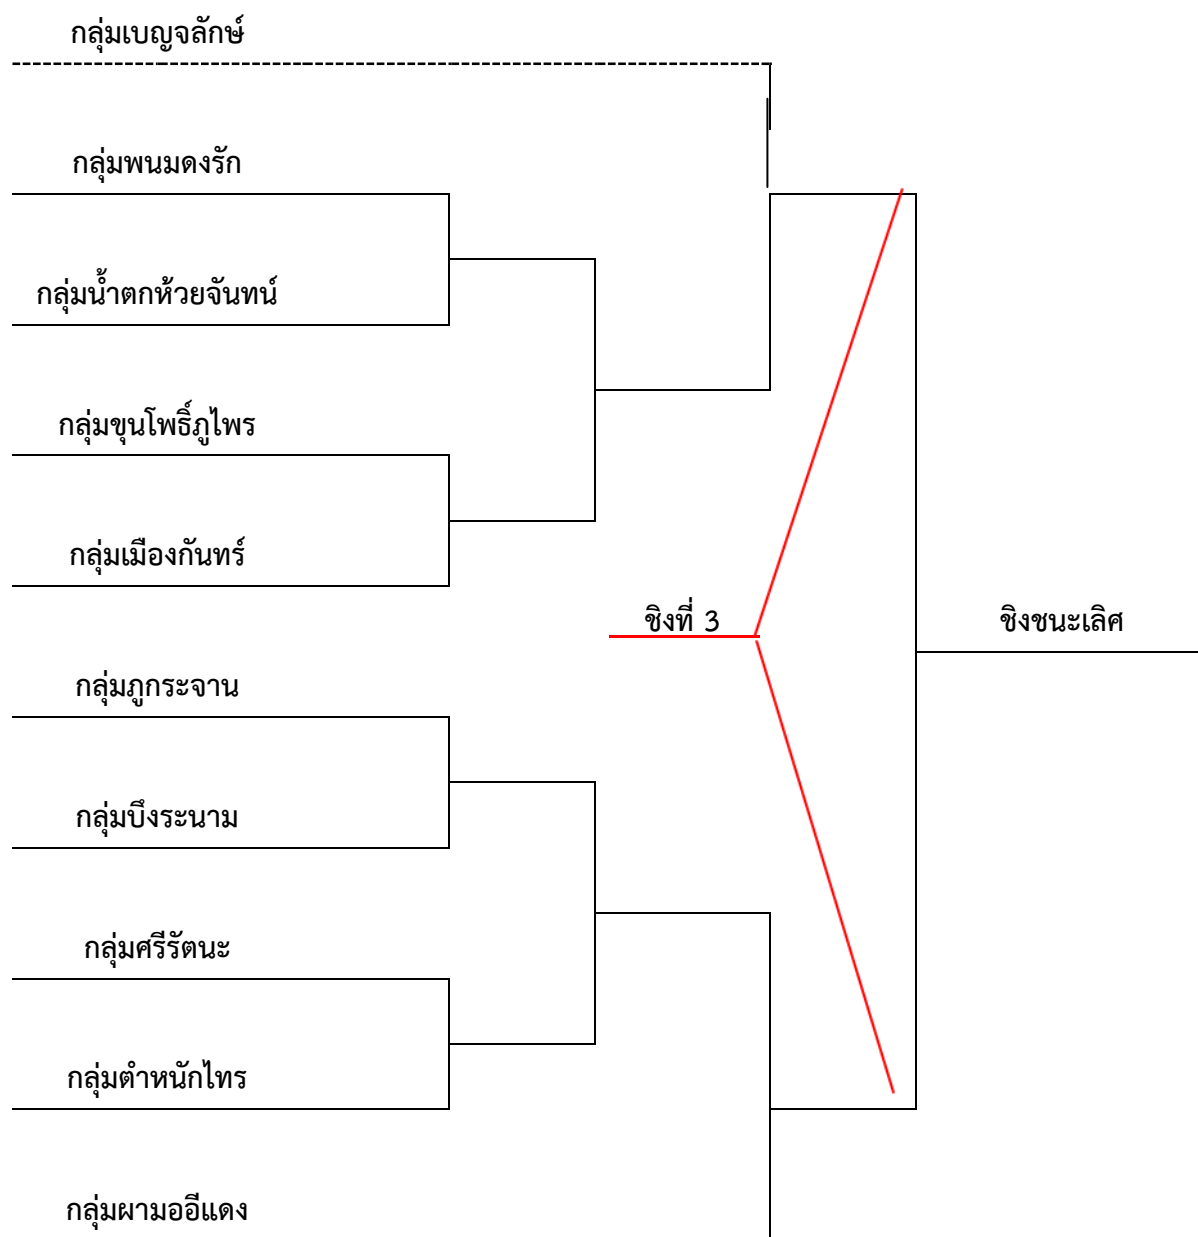 กลุ่มเบญจลักษ์
กลุ่มพนมดงรัก
กลุ่มน้ำตกห้วยจันทน์
กลุ่มขุนโพธิ์ภูไพร
กลุ่มเมืองกันทร์
ชิงที่ 3
ชิงชนะเลิศ
กลุ่มภูกระจาน
กลุ่มบึงระนาม
กลุ่มศรีรัตนะ
กลุ่มตำหนักไทร
กลุ่มผามออีแดง